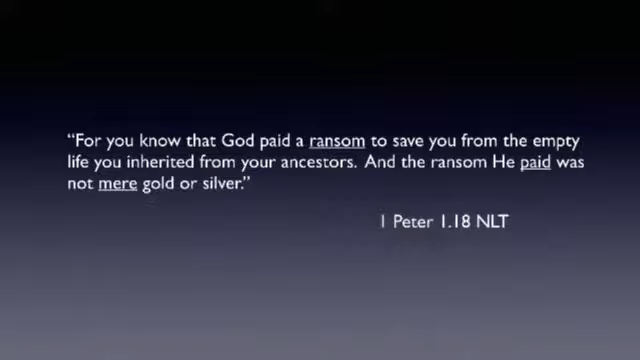 “For you know that God paid a ransom to save you from the empty
life you inherited from your ancestors. And the ransom He paid was
not mere gold or silver.”
1 Peter 1.18 NLT